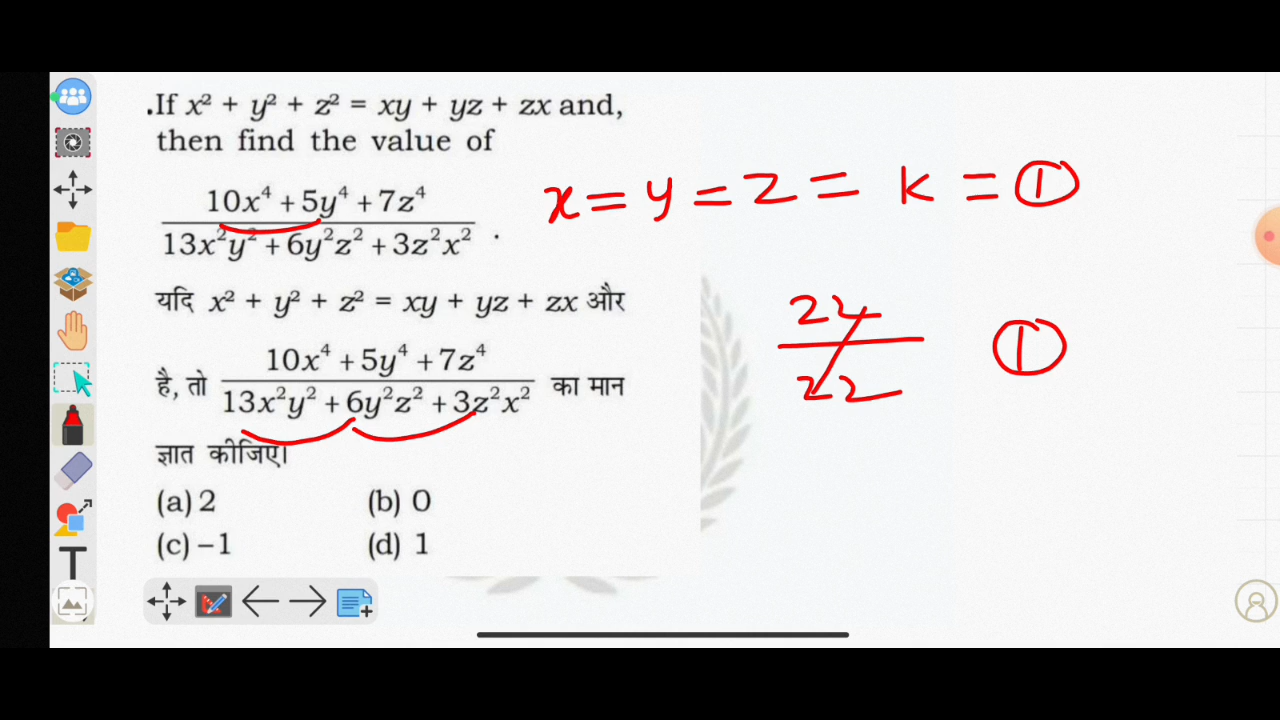 .If x² + y² + z² = xy + yz + zx and,
then find the value of
10x⁴ + 5y⁴ + 7z⁴
13x²y² + 6y²z² + 3z²x² .
x = y = z = k = 1
22
22
1
यदि x² + y² + z² = xy + yz + zx और
10x⁴ + 5y⁴ + 7z⁴
है, तो
13x²y² + 6y²z² + 3z²x²
का मान
ज्ञात कीजिए।
(a) 2 (b) 0
(c) –1 (d) 1
T